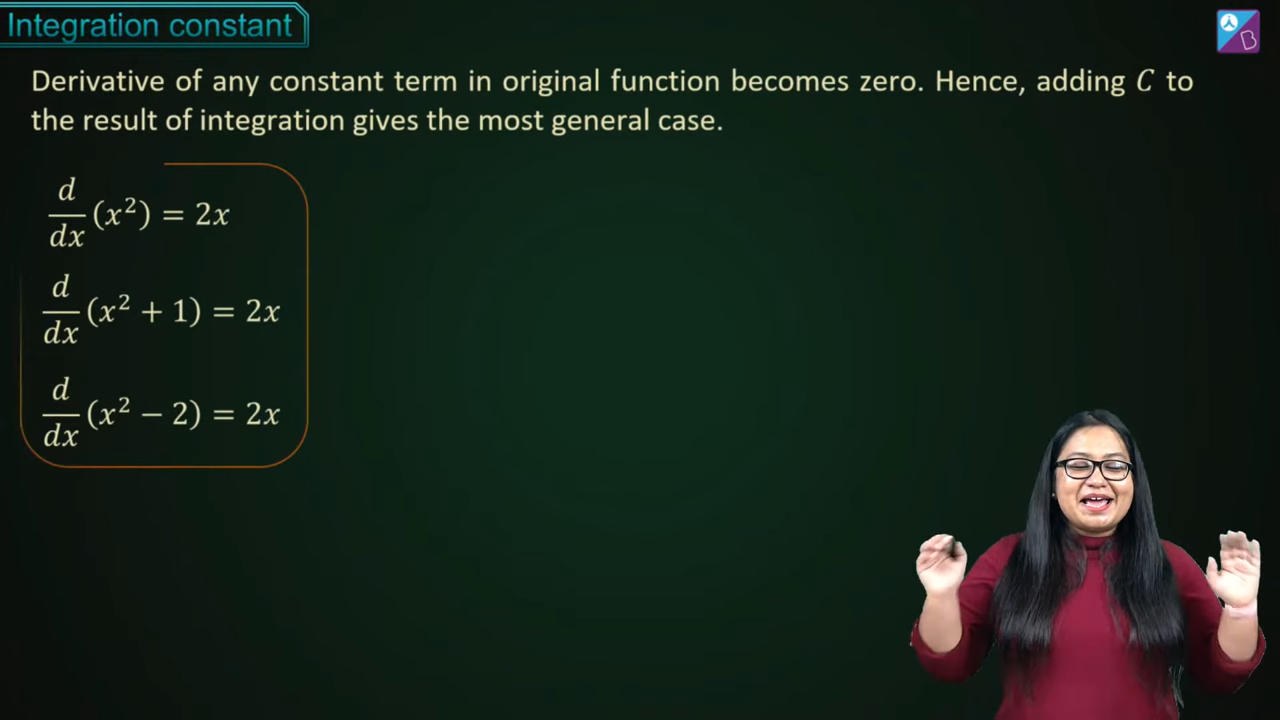 Integration constant
Derivative of any constant term in original function becomes zero. Hence, adding C to
the result of integration gives the most general case.
d/dx (x² ) = 2x
d/dx (x² + 1) = 2x
d/dx (x² − 2) = 2x
B